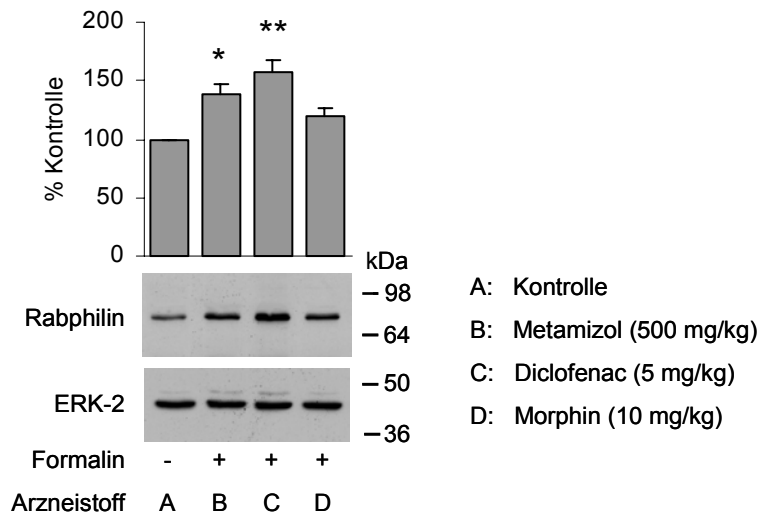 200
150
100
50
0
% Kontrolle
*
**
kDa
98
64
Rabphilin
50
36
ERK-2
Formalin - + + +
Arzneistoff A B C D
A: Kontrolle
B: Metamizol (500 mg/kg)
C: Diclofenac (5 mg/kg)
D: Morphin (10 mg/kg)